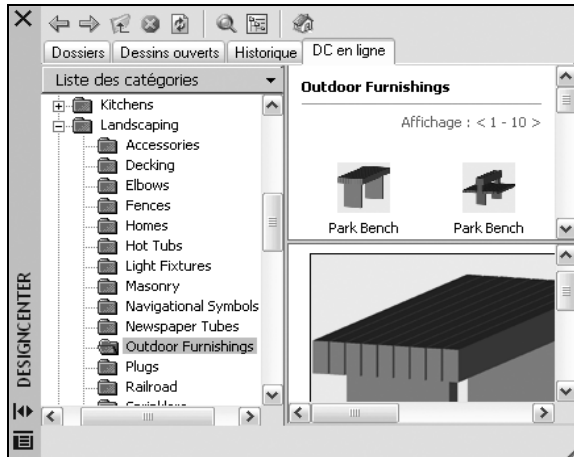 Dossiers Dessins ouverts Historique DC en ligne
Liste des catégories
Kitchens
Landscaping
Accessories
Decking
Elbows
Fences
Homes
Hot Tubs
Light Fixtures
Masonry
Navigational Symbols
Newspaper Tubes
Outdoor Furnishings
Plugs
Railroad
Outdoor Furnishings
Affichage : < 1 - 10 >
Park Bench Park Bench
DESIGNCENTER